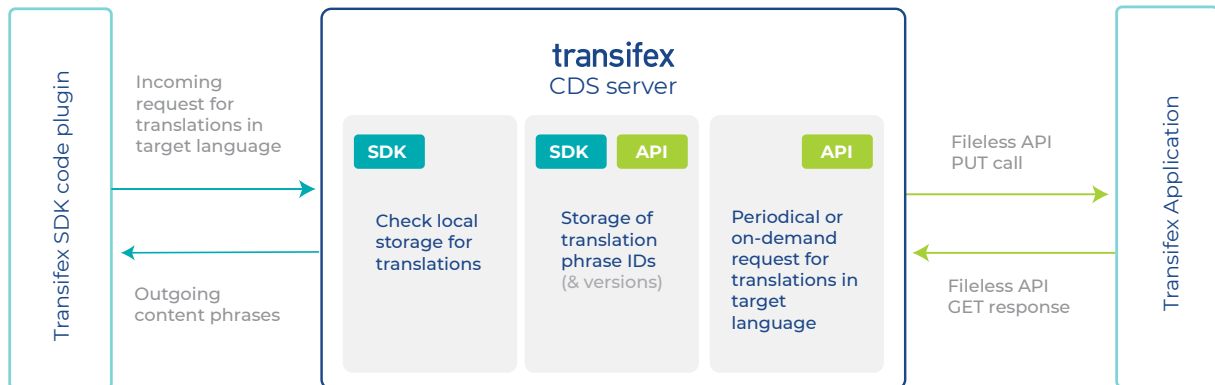 Transifex SDK code plugin
Incoming
request for
translations in
target language
Outgoing
content phrases
transifex
CDS server
SDK
Check local
storage for
translations
SDK
API
Storage of
translation
phrase IDs
(& versions)
API
Periodical or
on-demand
request for
translations in
target
language
Fileless API
PUT call
Fileless API
GET response
Transifex Application